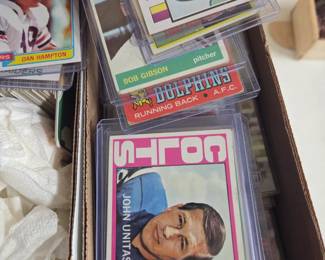 DAN HAMPTON
BOB GIBSON
pitcher
DOLPHINS
RUNNING BACK • A.F.C.
COLTS
JOHN UNITAS